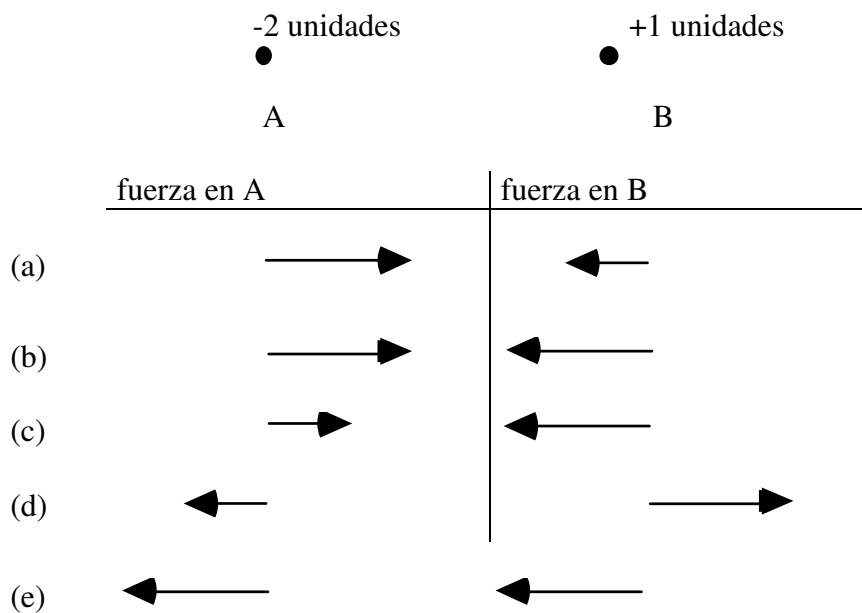 -2 unidades +1 unidades
A B
fuerza en A fuerza en B
(a)
(b)
(c)
(d)
(e)